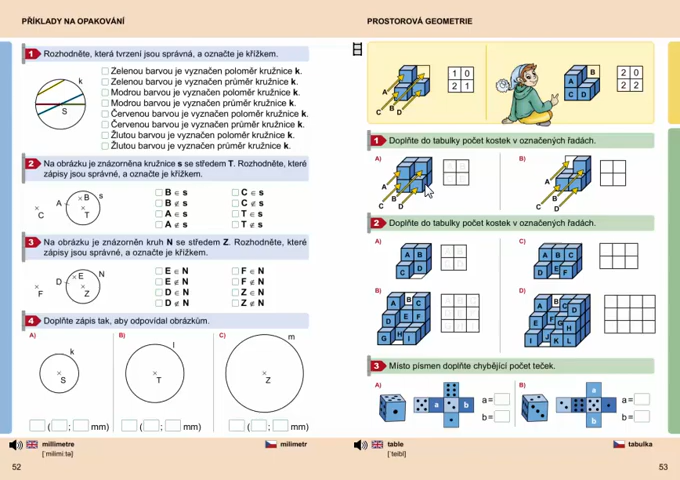 PŘÍKLADY NA OPAKOVÁNÍ
1 Rozhodněte, která tvrzení jsou správná, a označte je křížkem.
k
S
Zelenou barvou je vyznačen poloměr kružnice k.
Zelenou barvou je vyznačen průměr kružnice k.
Modrou barvou je vyznačen poloměr kružnice k.
Modrou barvou je vyznačen průměr kružnice k.
Červenou barvou je vyznačen poloměr kružnice k.
Červenou barvou je vyznačen průměr kružnice k.
Žlutou barvou je vyznačen poloměr kružnice k.
Žlutou barvou je vyznačen průměr kružnice k.
2 Na obrázku je znázorněna kružnice s se středem T. Rozhodněte, které
zápisy jsou správné, a označte je křížkem.
A B s
C T
B ∈ s C ∈ s
B ∉ s C ∉ s
A ∈ s T ∈ s
A ∉ s T ∉ s
3 Na obrázku je znázorněn kruh N se středem Z. Rozhodněte, které
zápisy jsou správné, a označte je křížkem.
D E N
F Z
E ∈ N F ∈ N
E ∉ N F ∉ N
D ∈ N Z ∈ N
D ∉ N Z ∉ N
4 Doplňte zápis tak, aby odpovídal obrázkům.
A) B) C)
k l m
S T Z
( ; mm) ( ; mm) ( ; mm)
millimetre milimetr
[ˈmilimiːtə]
52
PROSTOROVÁ GEOMETRIE
A C B D
1 0
2 1
B
A
C D
2 0
2 2
1 Doplňte do tabulky počet kostek v označených řadách.
A) B)
A C B D
A C B D
2 Doplňte do tabulky počet kostek v označených řadách.
A) C)
A B
C D
A B C
D E F
B) D)
A B C
D E F
G H I
A B C D
E F G H
I J K L
3 Místo písmen doplňte chybějící počet teček.
A) B)
a b
a =
b =
a
b
a =
b =
table tabulka
[ˈteibl]
53